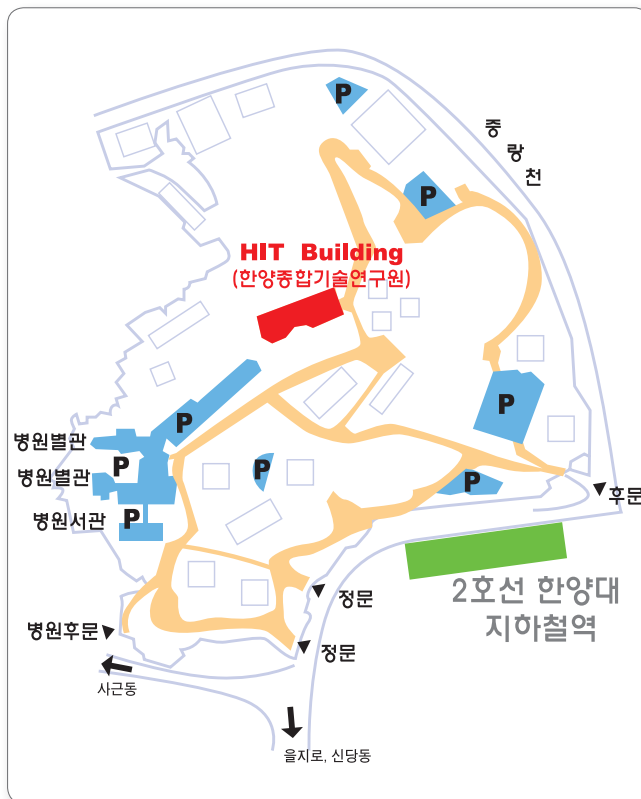 P
중
랑
천
P
HIT Building
(한양종합기술연구원)
P
P
병원별관
P
P
병원별관
P
후문
병원서관
P
2호선 한양대
지하철역
정문
병원후문
정문
사근동
을지로, 신당동